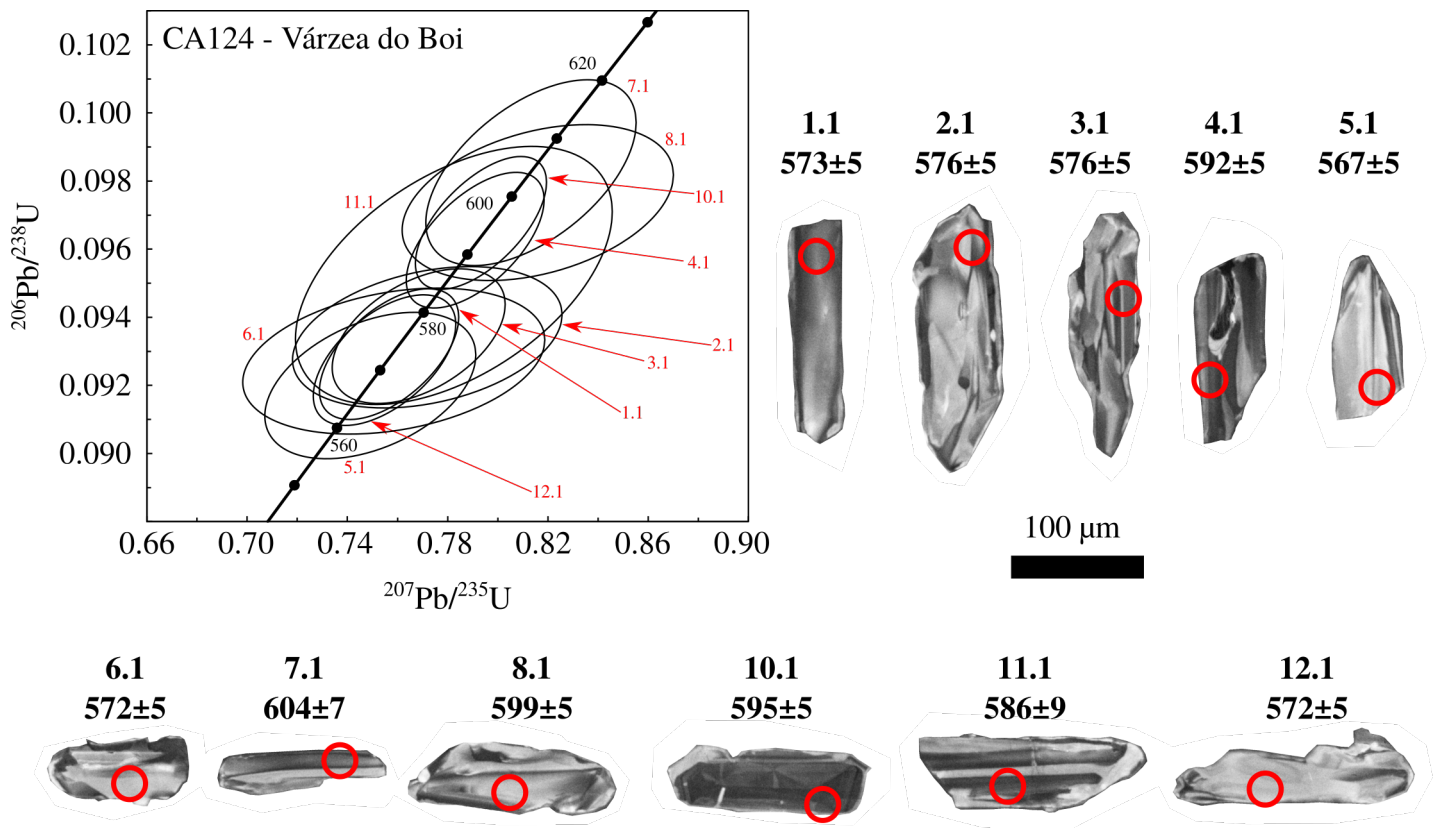 CA124 - Várzea do Boi
0.102
0.100
0.098
0.096
0.094
0.092
0.090
²⁰⁶Pb/²³⁸U
620
7.1
8.1
11.1
600
10.1
4.1
6.1
580
2.1
3.1
1.1
560
5.1
12.1
0.66 0.70 0.74 0.78 0.82 0.86 0.90
²⁰⁷Pb/²³⁵U
1.1 2.1 3.1 4.1 5.1
573±5 576±5 576±5 592±5 567±5
100 µm
6.1 7.1 8.1 10.1 11.1 12.1
572±5 604±7 599±5 595±5 586±9 572±5